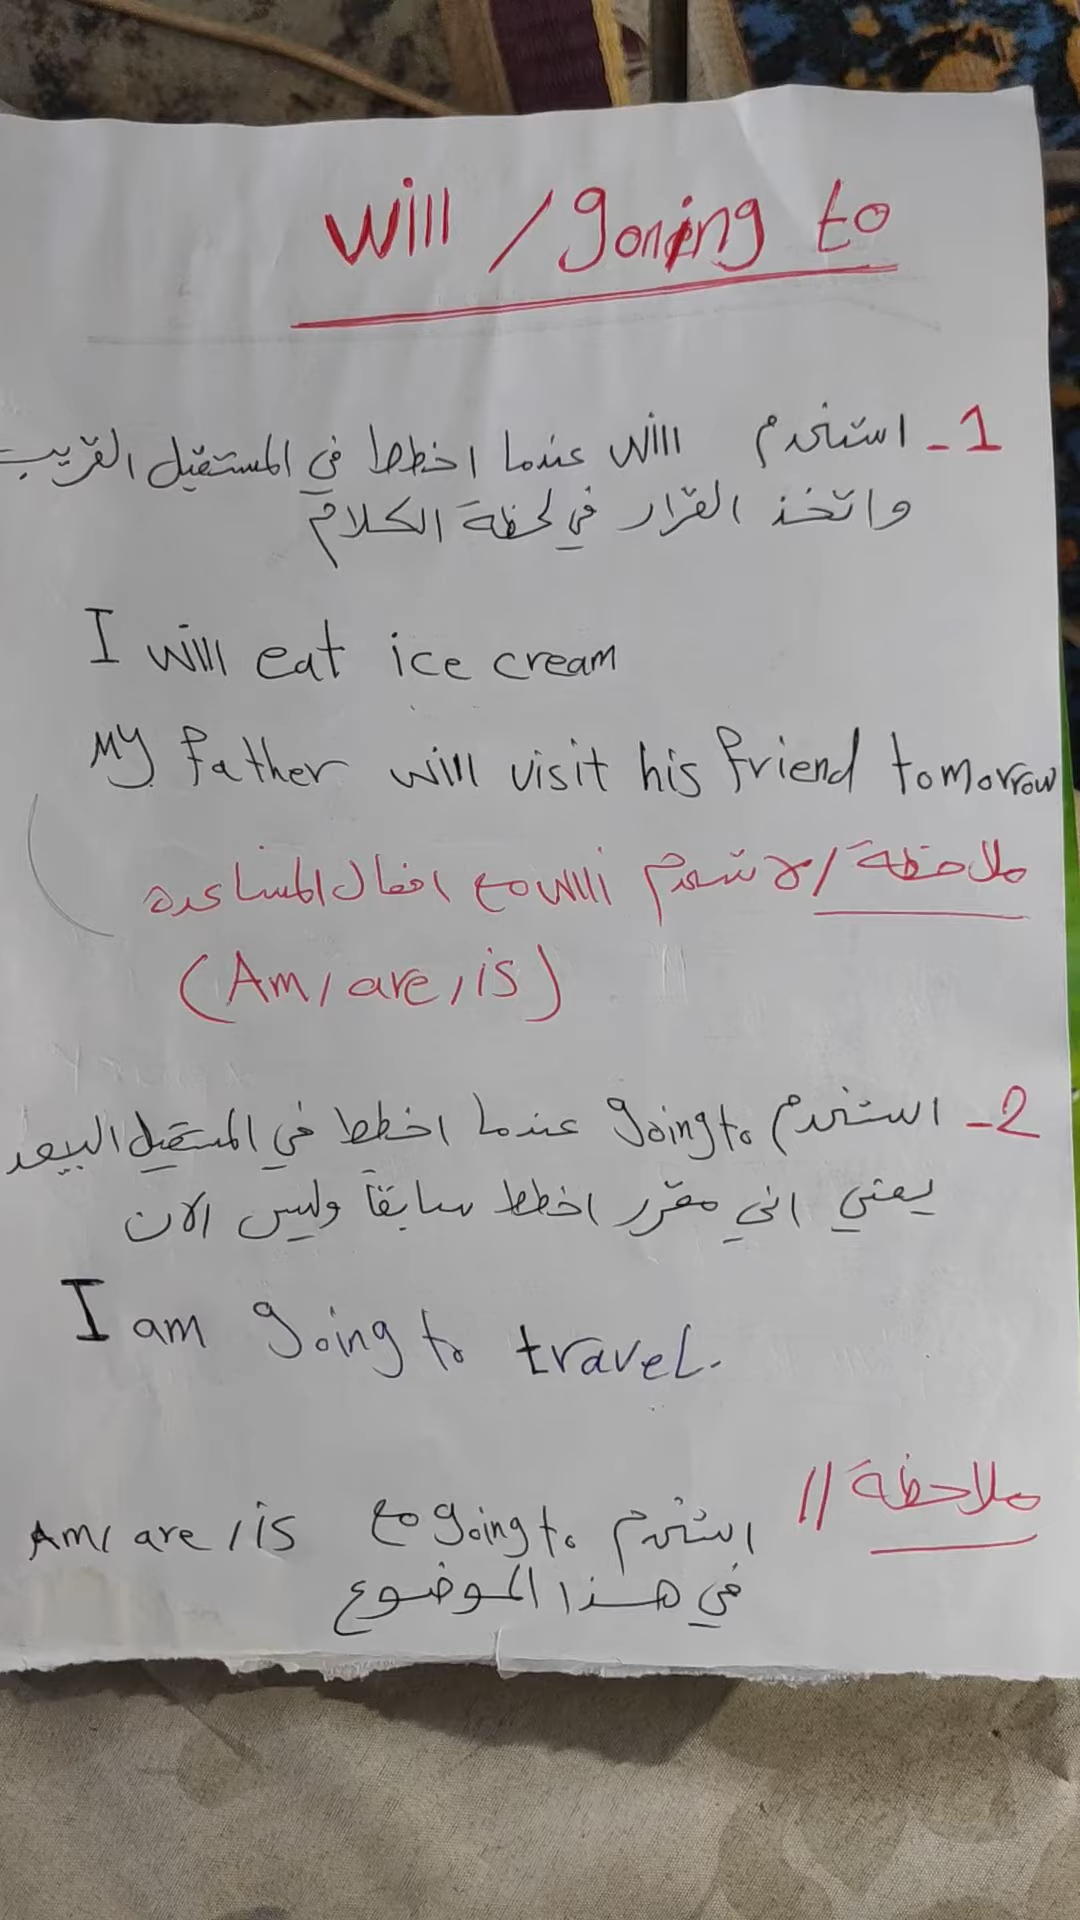 will / going to
1- استخدم will عندما اخطط في المستقبل القريب
واتخذ القرار في لحظة الكلام
I will eat ice cream
My father will visit his friend tomorrow
ملاحظة / لا تستخدم will مع افعال المساعدة
(Am / are / is)
2- استخدم going to عندما اخطط في المستقبل البعيد
يعني اني مقرر اخطط سابقاً وليس الان
I am going to travel.
ملاحظة // استخدم going to مع Am / are / is
في هذا الموضوع